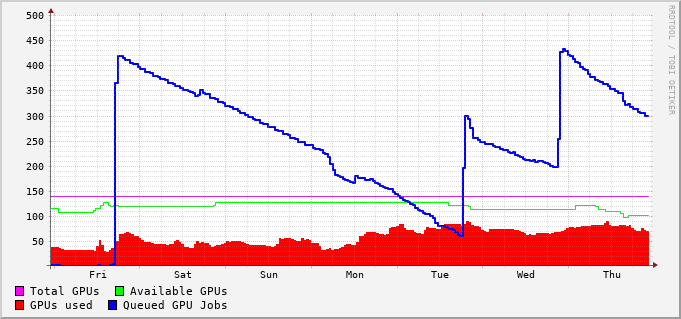 500
450
400
350
300
250
200
150
100
50
Fri Sat Sun Mon Tue Wed Thu
Total GPUs Available GPUs
GPUs used Queued GPU Jobs
RRDTOOL / TOBI OETIKER